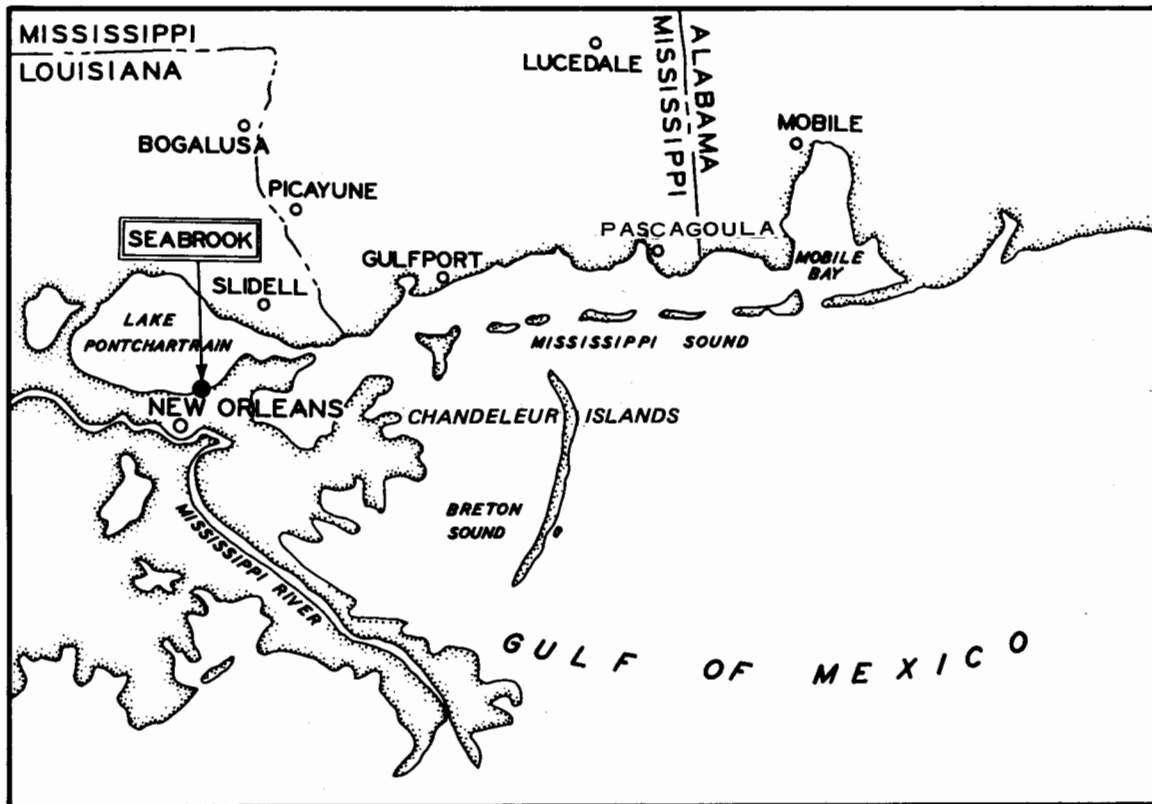 MISSISSIPPI
LOUISIANA
LUCEDALE
MISSISSIPPI
ALABAMA
MOBILE
BOGALUSA
PICAYUNE
SEABROOK
SLIDELL
GULFPORT
PASCAGOULA
MOBILE
BAY
LAKE
PONTCHARTRAIN
MISSISSIPPI SOUND
NEW ORLEANS
CHANDELEUR ISLANDS
BRETON
SOUND
MISSISSIPPI RIVER
GULF OF MEXICO